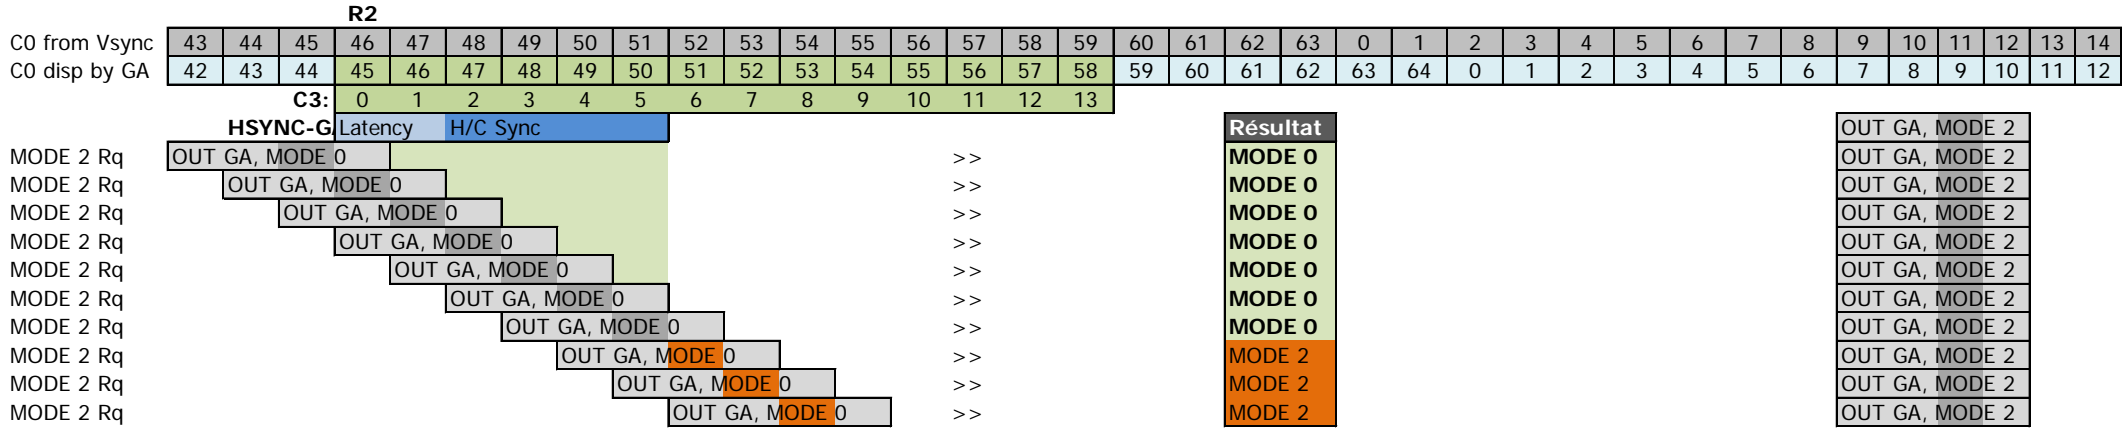 R2
C0 from Vsync 43 44 45 46 47 48 49 50 51 52 53 54 55 56 57 58 59 60 61 62 63 0 1 2 3 4 5 6 7 8 9 10 11 12 13 14
C0 disp by GA 42 43 44 45 46 47 48 49 50 51 52 53 54 55 56 57 58 59 60 61 62 63 64 0 1 2 3 4 5 6 7 8 9 10 11 12
C3: 0 1 2 3 4 5 6 7 8 9 10 11 12 13
HSYNC-GA Latency H/C Sync Résultat OUT GA, MODE 2
MODE 2 Rq OUT GA, MODE 0 >> MODE 0 OUT GA, MODE 2
MODE 2 Rq OUT GA, MODE 0 >> MODE 0 OUT GA, MODE 2
MODE 2 Rq OUT GA, MODE 0 >> MODE 0 OUT GA, MODE 2
MODE 2 Rq OUT GA, MODE 0 >> MODE 0 OUT GA, MODE 2
MODE 2 Rq OUT GA, MODE 0 >> MODE 0 OUT GA, MODE 2
MODE 2 Rq OUT GA, MODE 0 >> MODE 0 OUT GA, MODE 2
MODE 2 Rq OUT GA, MODE 0 >> MODE 0 OUT GA, MODE 2
MODE 2 Rq OUT GA, MODE 0 >> MODE 2 OUT GA, MODE 2
MODE 2 Rq OUT GA, MODE 0 >> MODE 2 OUT GA, MODE 2
MODE 2 Rq OUT GA, MODE 0 >> MODE 2 OUT GA, MODE 2